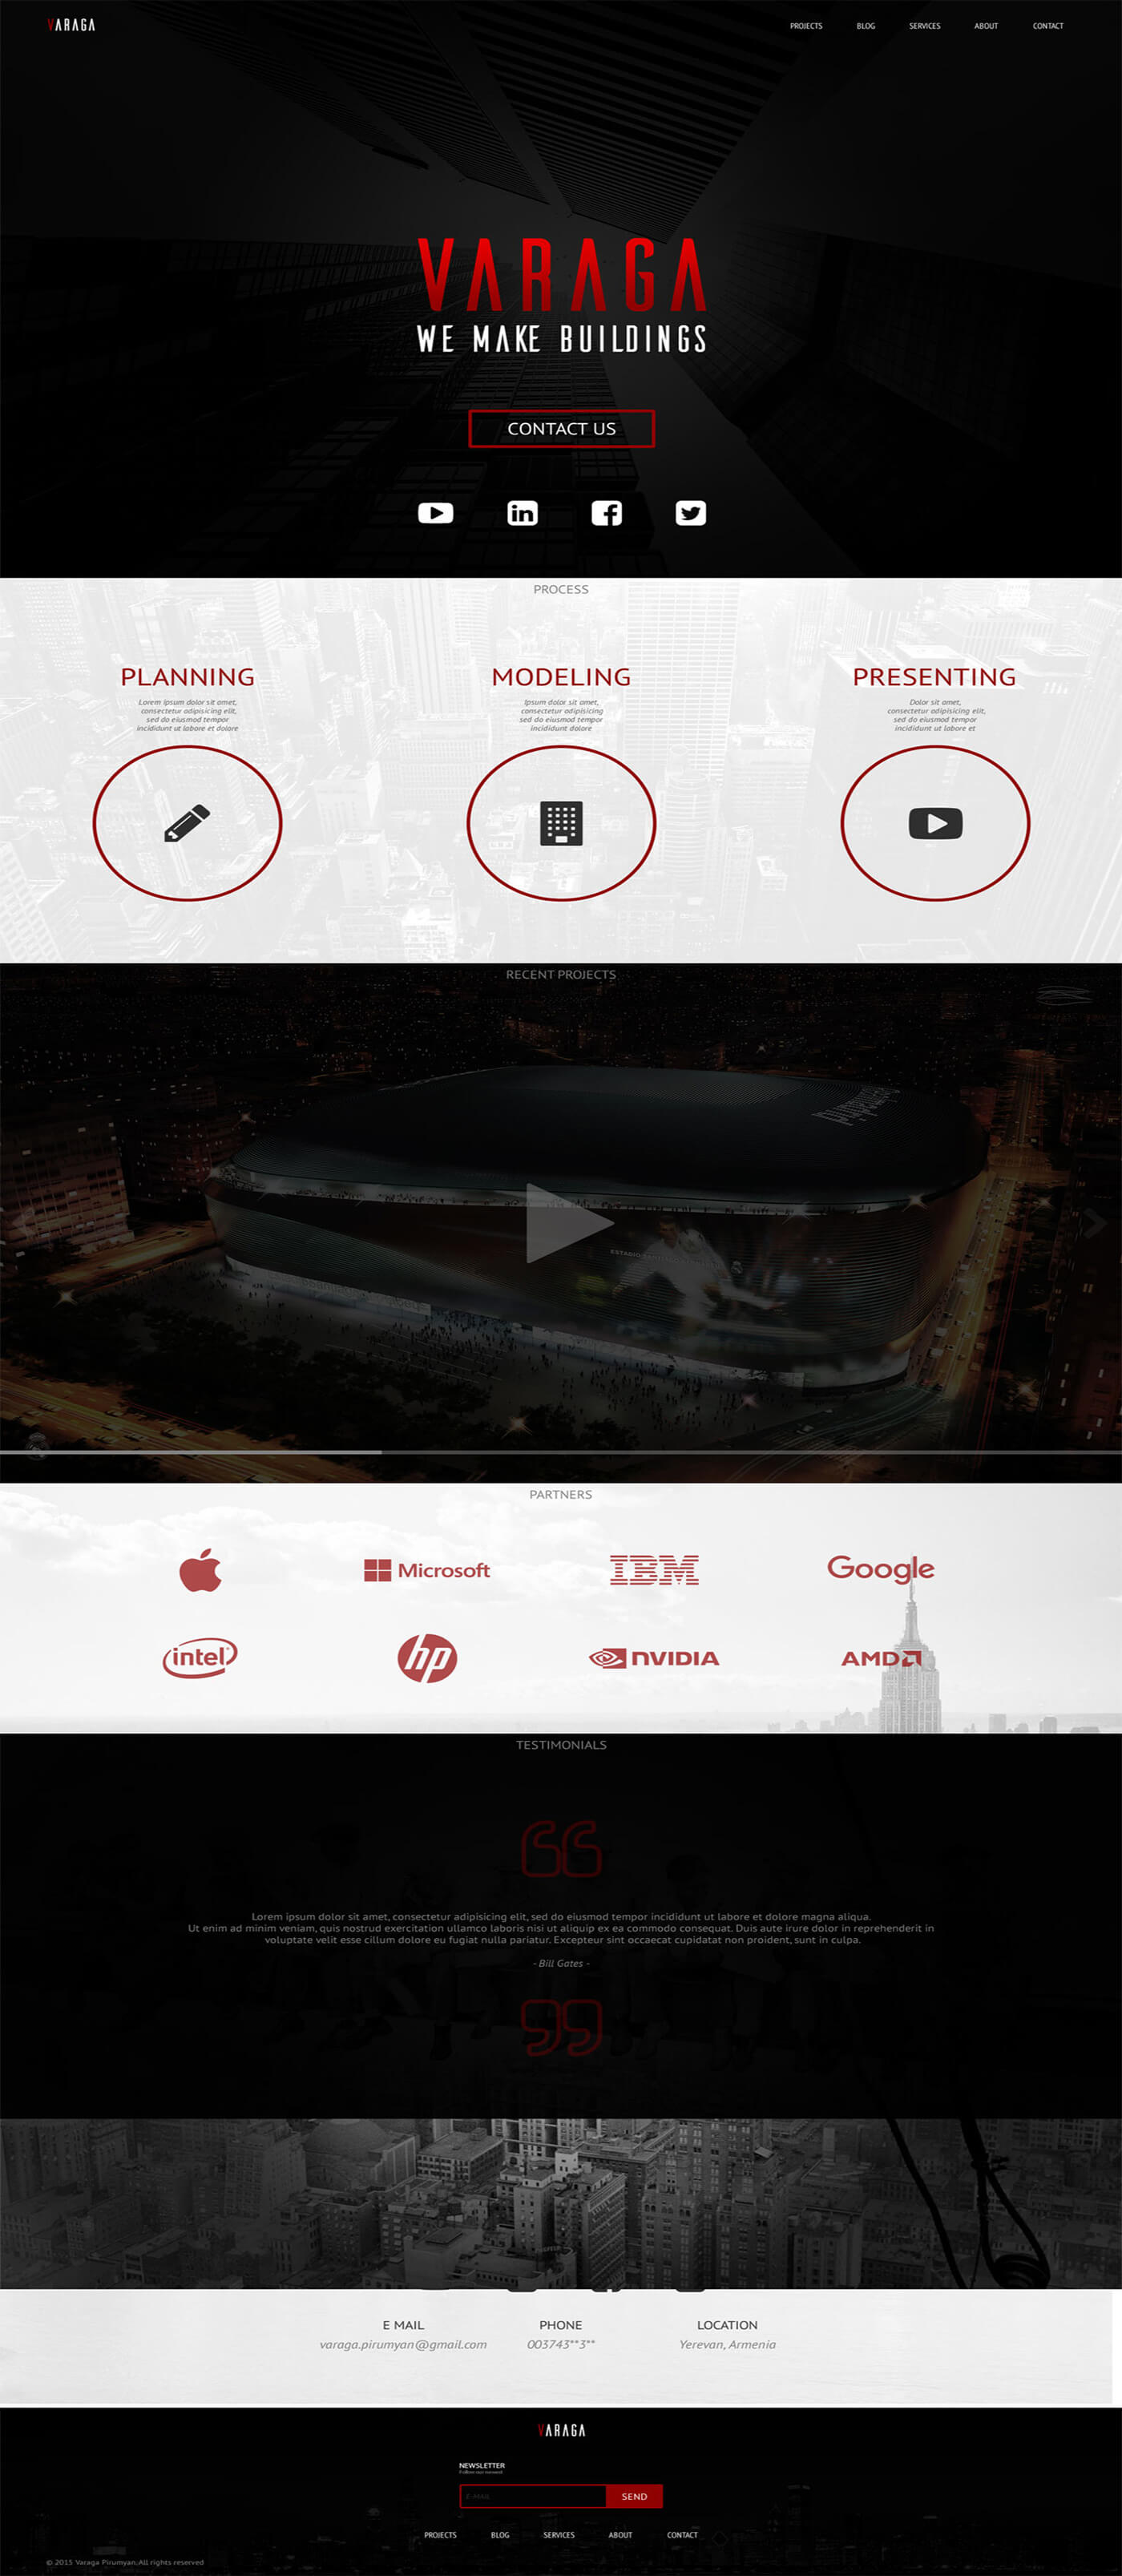 VARAGA
PROJECTS
BLOG
SERVICES
ABOUT
CONTACT
VARAGA
WE MAKE BUILDINGS
CONTACT US
in
PROCESS
PLANNING
Lorem ipsum dolor sit amet,
consectetur adipisicing elit,
sed do eiusmod tempor
incididunt ut labore et dolore
MODELING
Ipsum dolor sit amet,
consectetur adipisicing
sed do eiusmod tempor
incididunt dolore
PRESENTING
Dolor sit amet,
consectetur adipisicing elit,
sed do eiusmod tempor
incididunt ut labore et
RECENT PROJECTS
ESTADIO
PARTNERS
Microsoft
IBM
Google
intel
hp
NVIDIA
AMD
TESTIMONIALS
Lorem ipsum dolor sit amet, consectetur adipisicing elit, sed do eiusmod tempor incididunt ut labore et dolore magna aliqua.
Ut enim ad minim veniam, quis nostrud exercitation ullamco laboris nisi ut aliquip ex ea commodo consequat. Duis aute irure dolor in reprehenderit in
voluptate velit esse cillum dolore eu fugiat nulla pariatur. Excepteur sint occaecat cupidatat non proident, sunt in culpa.
- Bill Gates -
E MAIL
varaga.pirumyan@gmail.com
PHONE
003743**3**
LOCATION
Yerevan, Armenia
VARAGA
NEWSLETTER
E-MAIL
SEND
PROJECTS
BLOG
SERVICES
ABOUT
CONTACT
© 2015 Varaga Pirumyan. All rights reserved